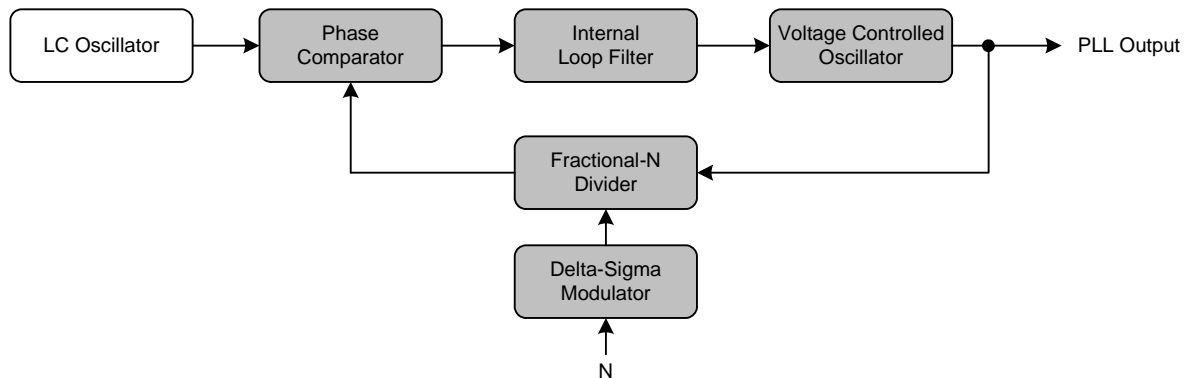 LC Oscillator
Phase
Comparator
Internal
Loop Filter
Voltage Controlled
Oscillator
PLL Output
Fractional-N
Divider
Delta-Sigma
Modulator
N